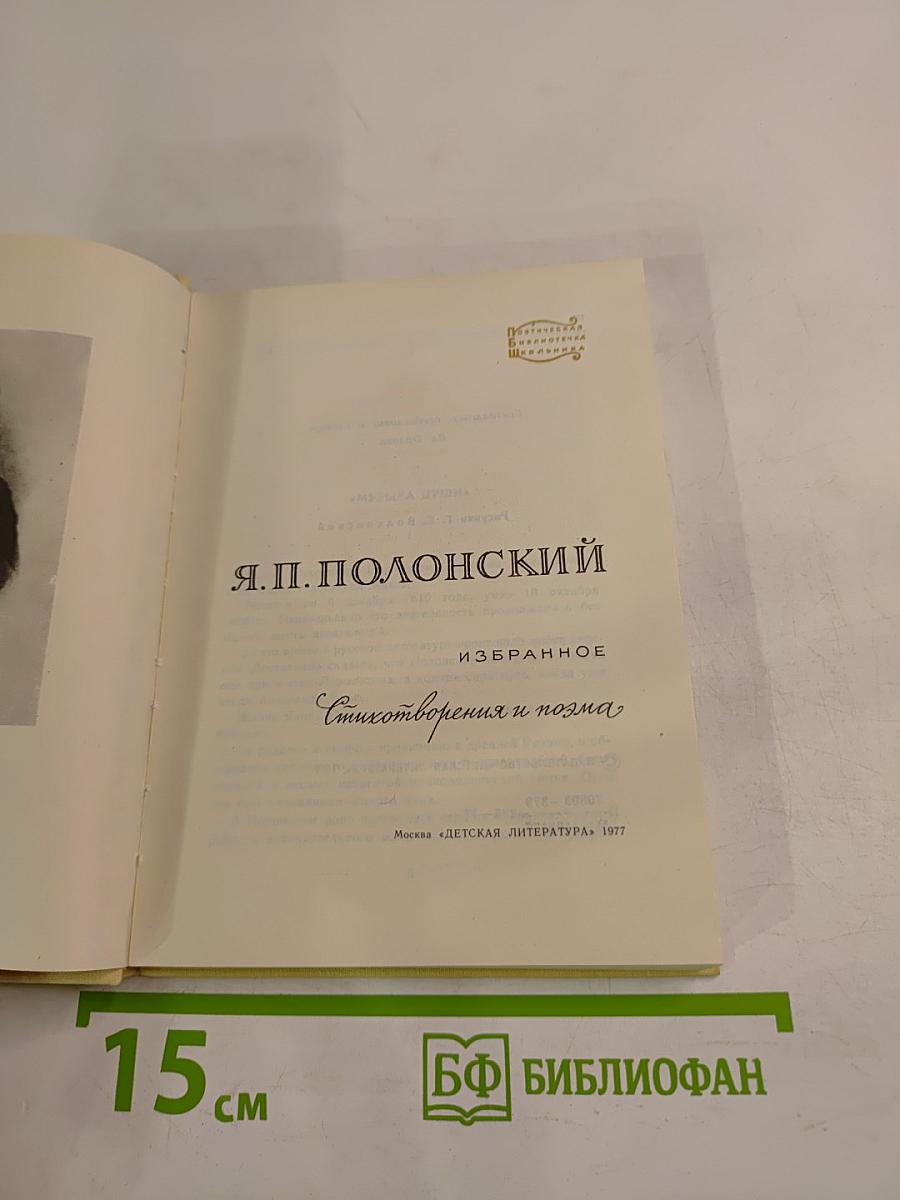 Поэтическая
Библиотечка
Школьника
Я.П.ПОЛОНСКИЙ
ИЗБРАННОЕ
Стихотворения и поэма
Москва «ДЕТСКАЯ ЛИТЕРАТУРА» 1977
15 см
БФ БИБЛИОФАН